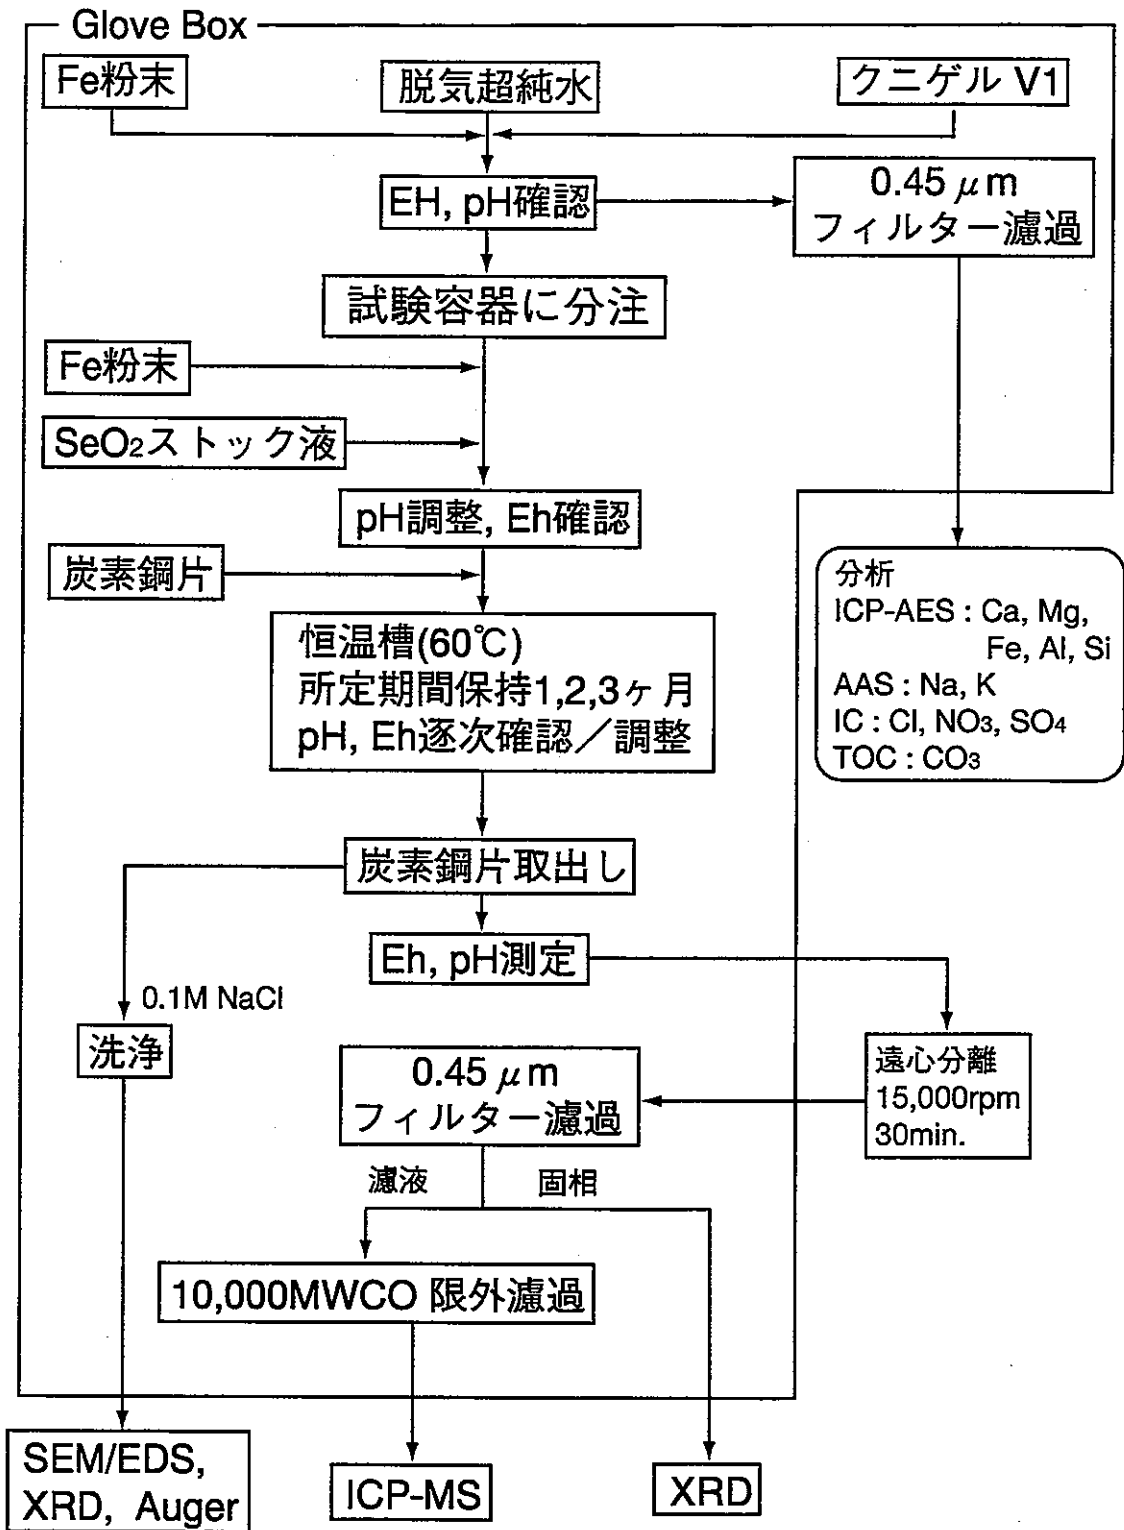 Glove Box
Fe粉末
脱気超純水
クニゲル V1
EH, pH確認
0.45 μm
フィルター濾過
試験容器に分注
Fe粉末
SeO2ストック液
pH調整, Eh確認
炭素鋼片
分析
ICP-AES : Ca, Mg,
Fe, Al, Si
AAS : Na, K
IC : Cl, NO3, SO4
TOC : CO3
恒温槽(60℃)
所定期間保持1,2,3ヶ月
pH, Eh逐次確認/調整
炭素鋼片取出し
Eh, pH測定
0.1M NaCl
洗浄
0.45 μm
フィルター濾過
遠心分離
15,000rpm
30min.
濾液
固相
10,000MWCO 限外濾過
SEM/EDS,
XRD, Auger
ICP-MS
XRD